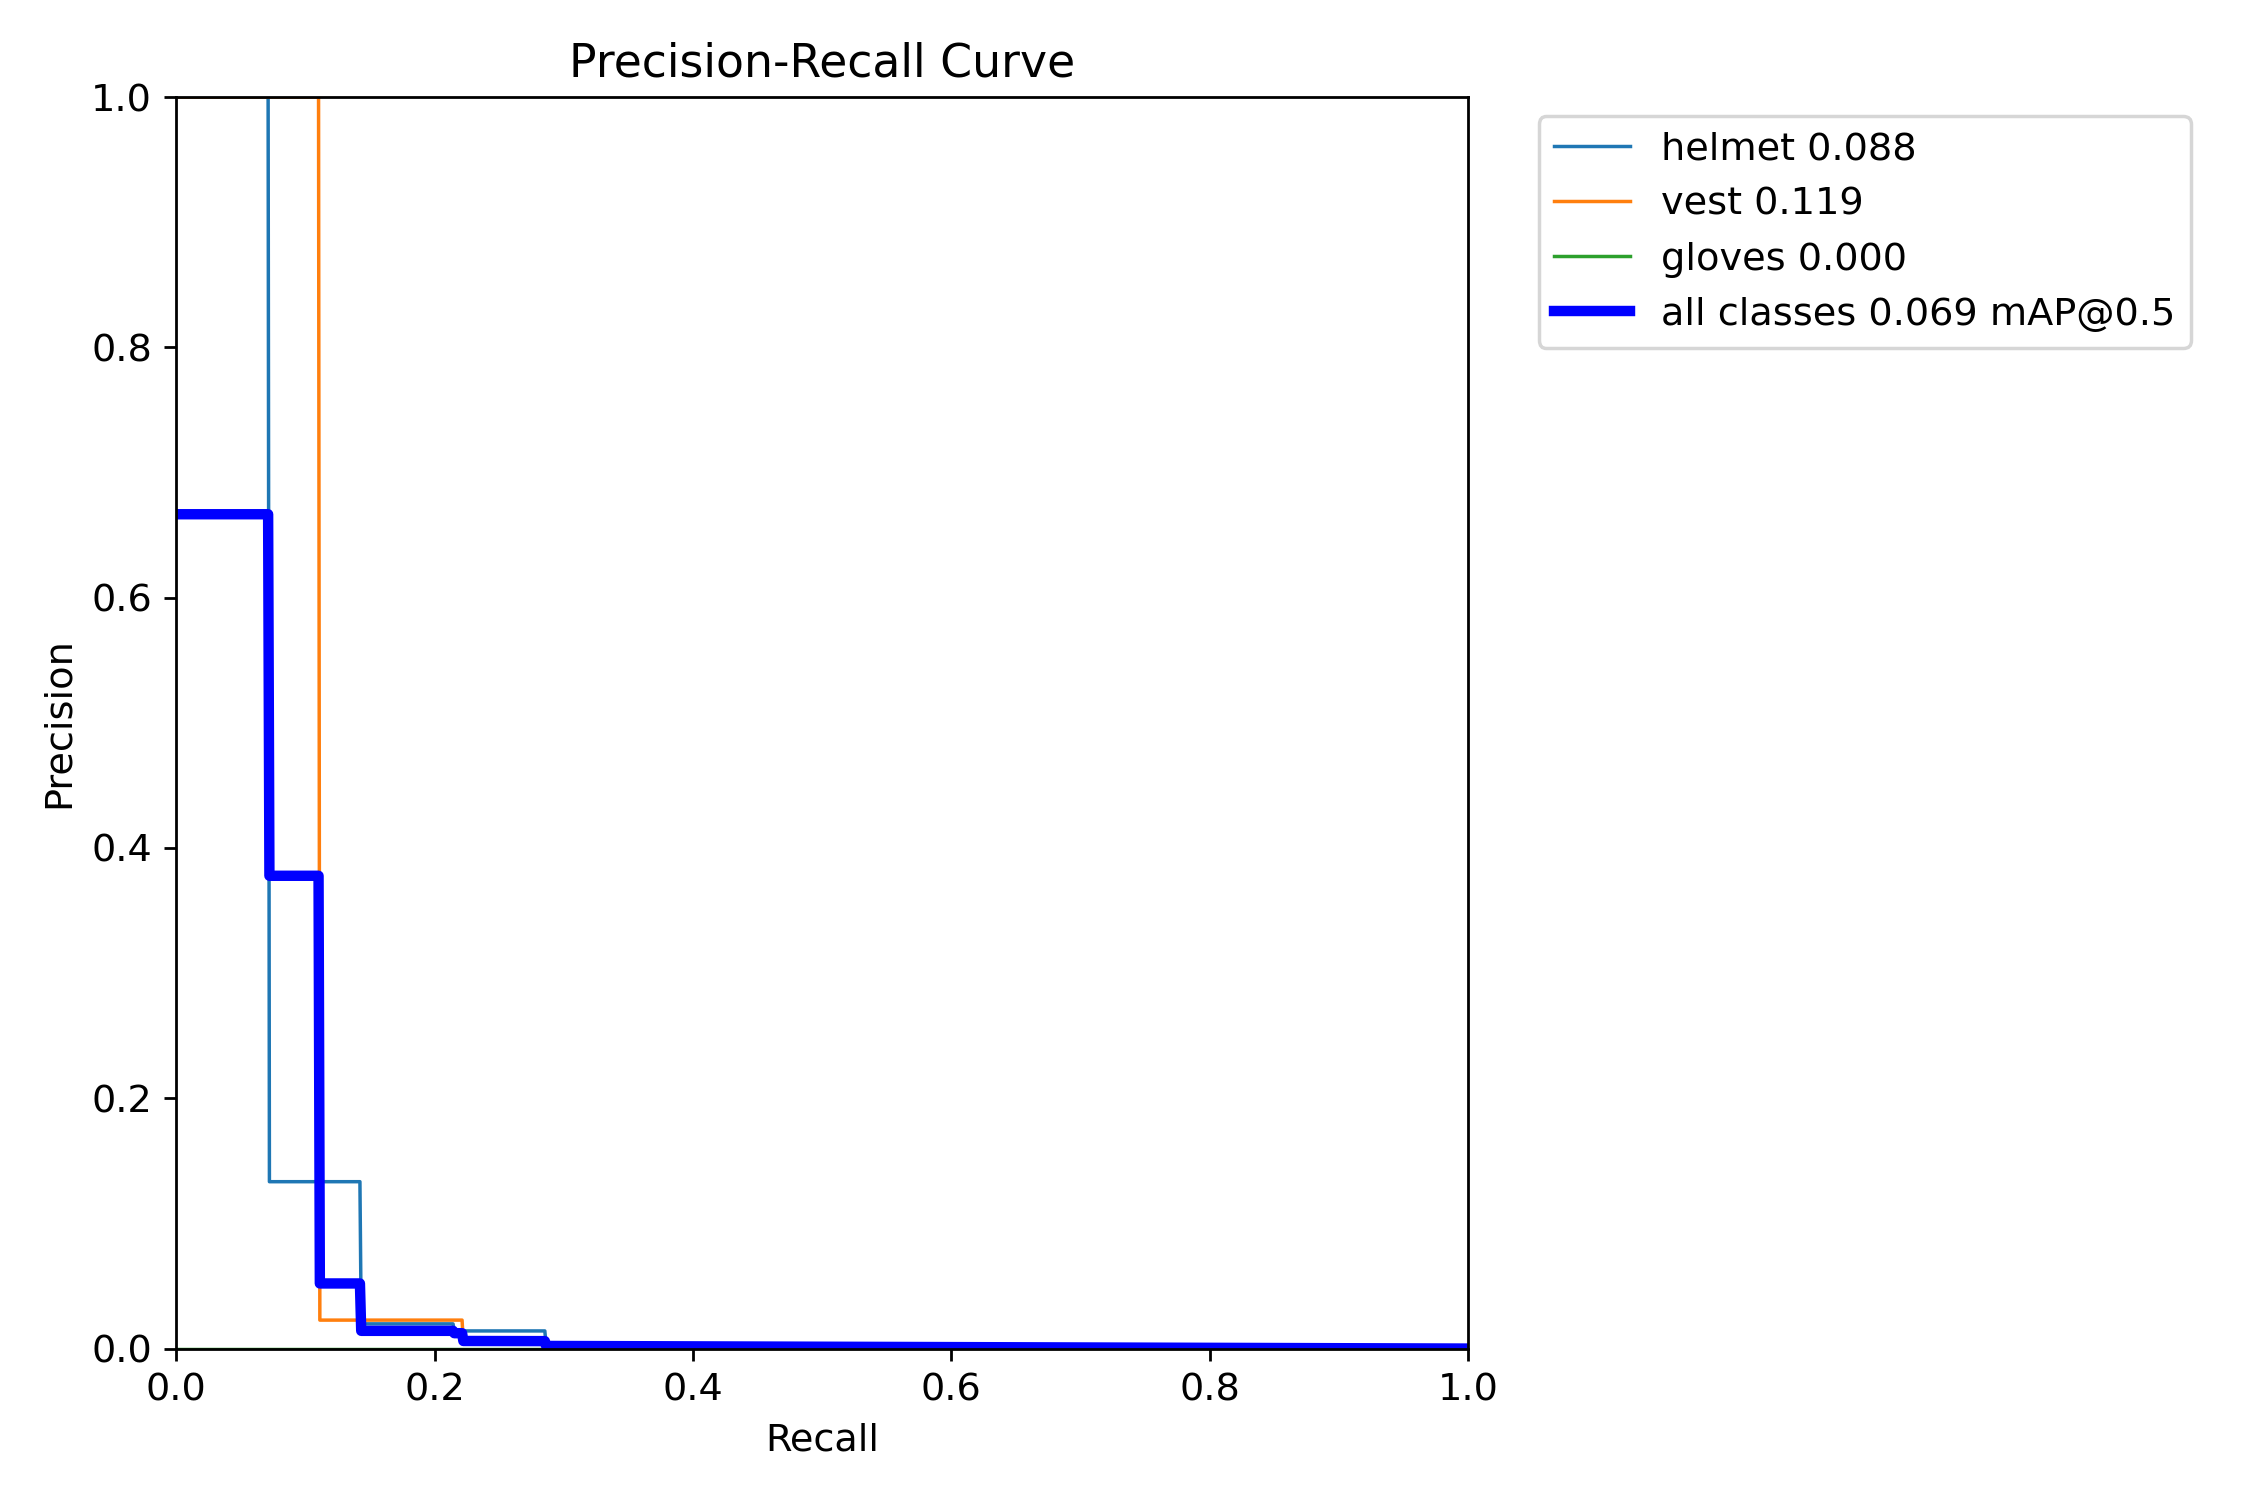 Precision-Recall Curve
1.0
0.8
0.6
0.4
0.2
0.0
Precision
0.0 0.2 0.4 0.6 0.8 1.0
Recall
helmet 0.088
vest 0.119
gloves 0.000
all classes 0.069 mAP@0.5